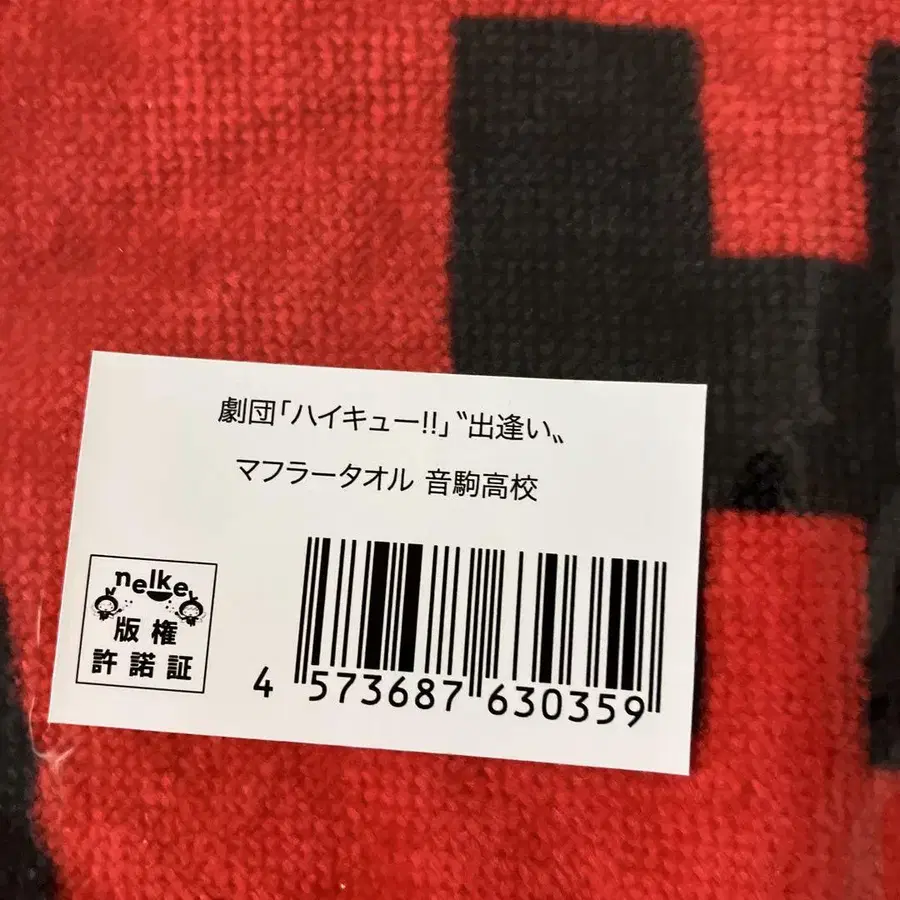 劇団「ハイキュー!!」〝出逢い〟
マフラータオル 音駒高校
nelke
版権
許諾証
4 573687 630359